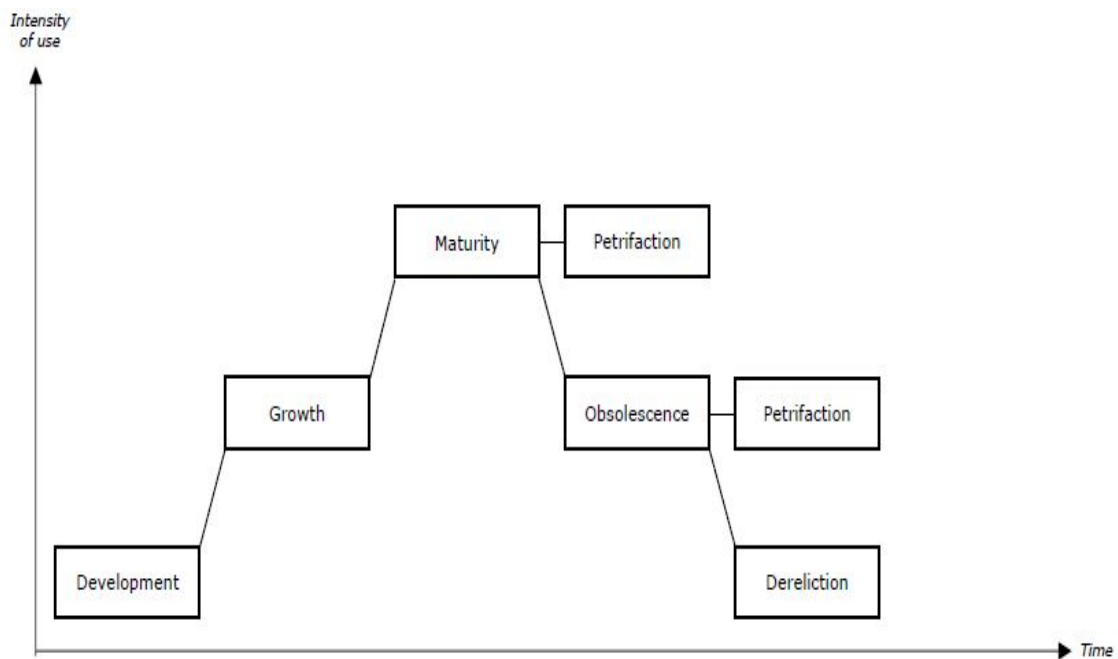 Intensity
of use
Maturity
Petrifaction
Growth
Obsolescence
Petrifaction
Development
Dereliction
Time